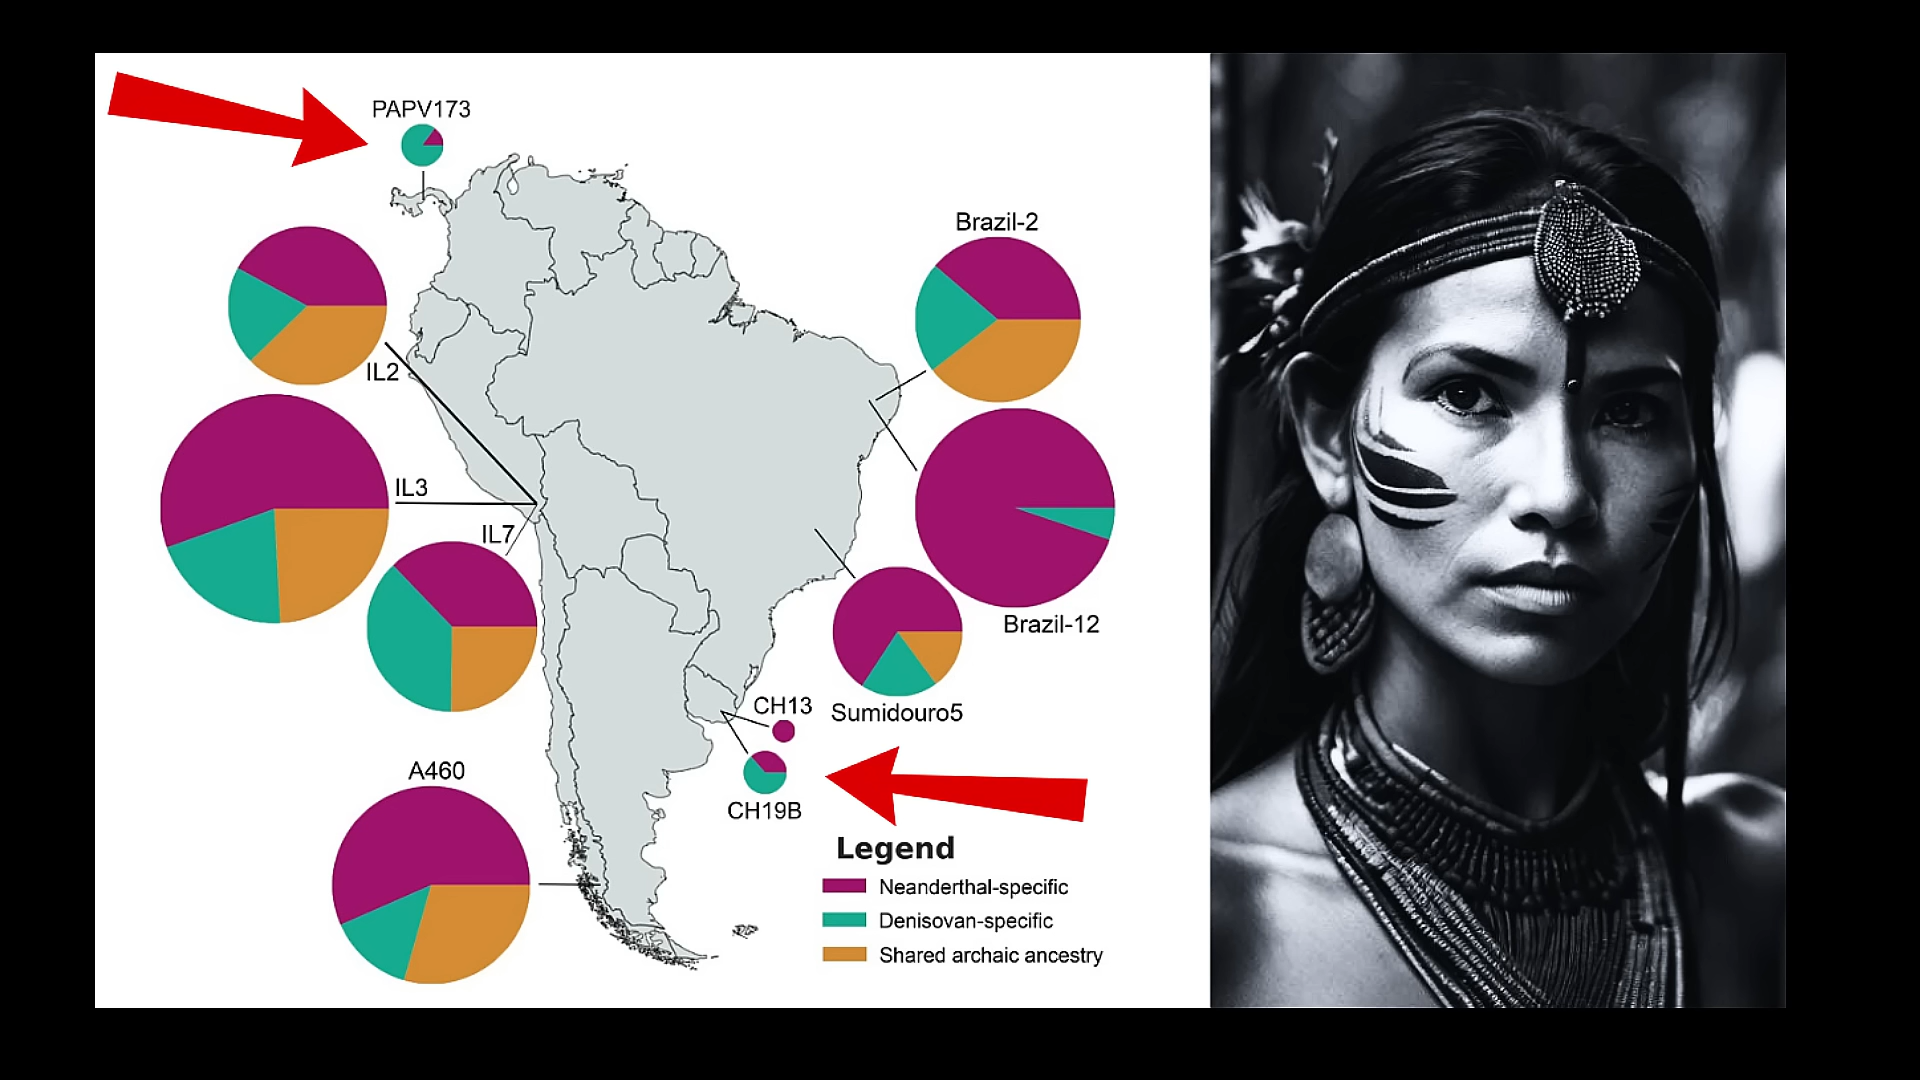 PAPV173
Brazil-2
IL2
IL3
IL7
Brazil-12
CH13
Sumidouro5
A460
CH19B
Legend
Neanderthal-specific
Denisovan-specific
Shared archaic ancestry